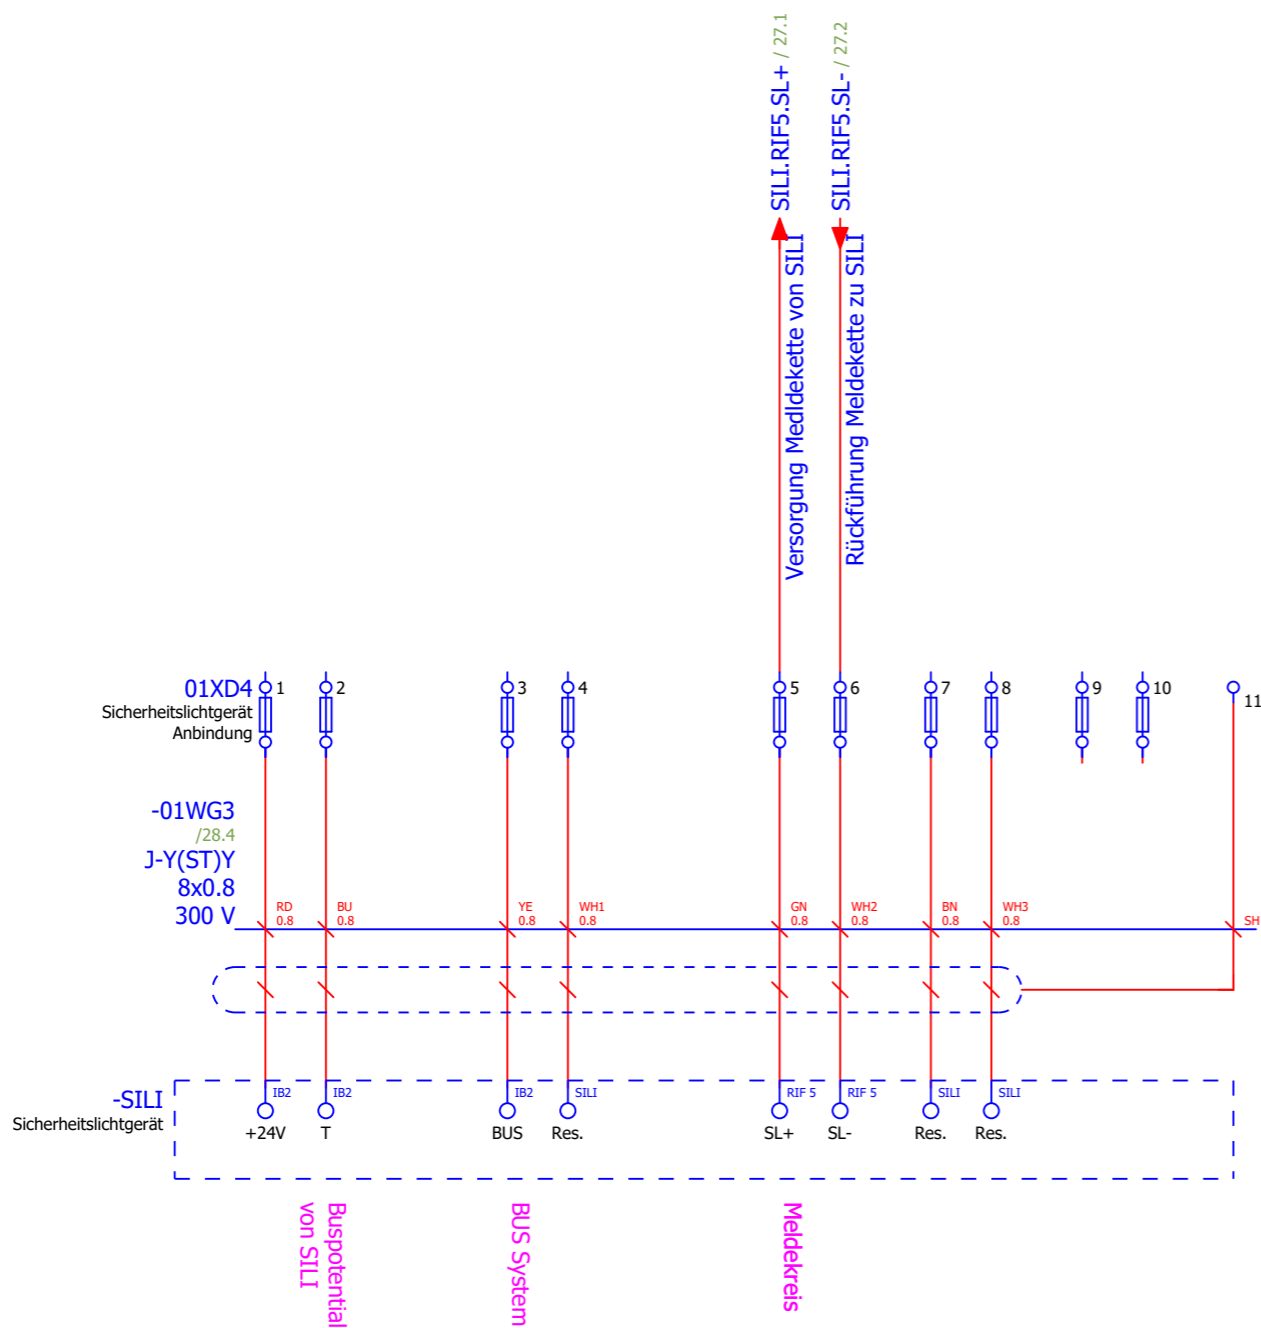 SILI.RIF5.SL+ / 27.1
SILI.RIF5.SL- / 27.2
Versorgung Medldekette von SILI
Rückführung Meldekette zu SILI
01XD4
Sicherheitslichtgerät
Anbindung
1
2
3
4
5
6
7
8
9
10
11
-01WG3
/28.4
J-Y(ST)Y
8x0.8
300 V
RD
0.8
BU
0.8
YE
0.8
WH1
0.8
GN
0.8
WH2
0.8
BN
0.8
WH3
0.8
SH
-SILI
Sicherheitslichtgerät
IB2
+24V
IB2
T
IB2
BUS
SILI
Res.
RIF 5
SL+
RIF 5
SL-
SILI
Res.
SILI
Res.
Buspotential
von SILI
BUS System
Meldekreis